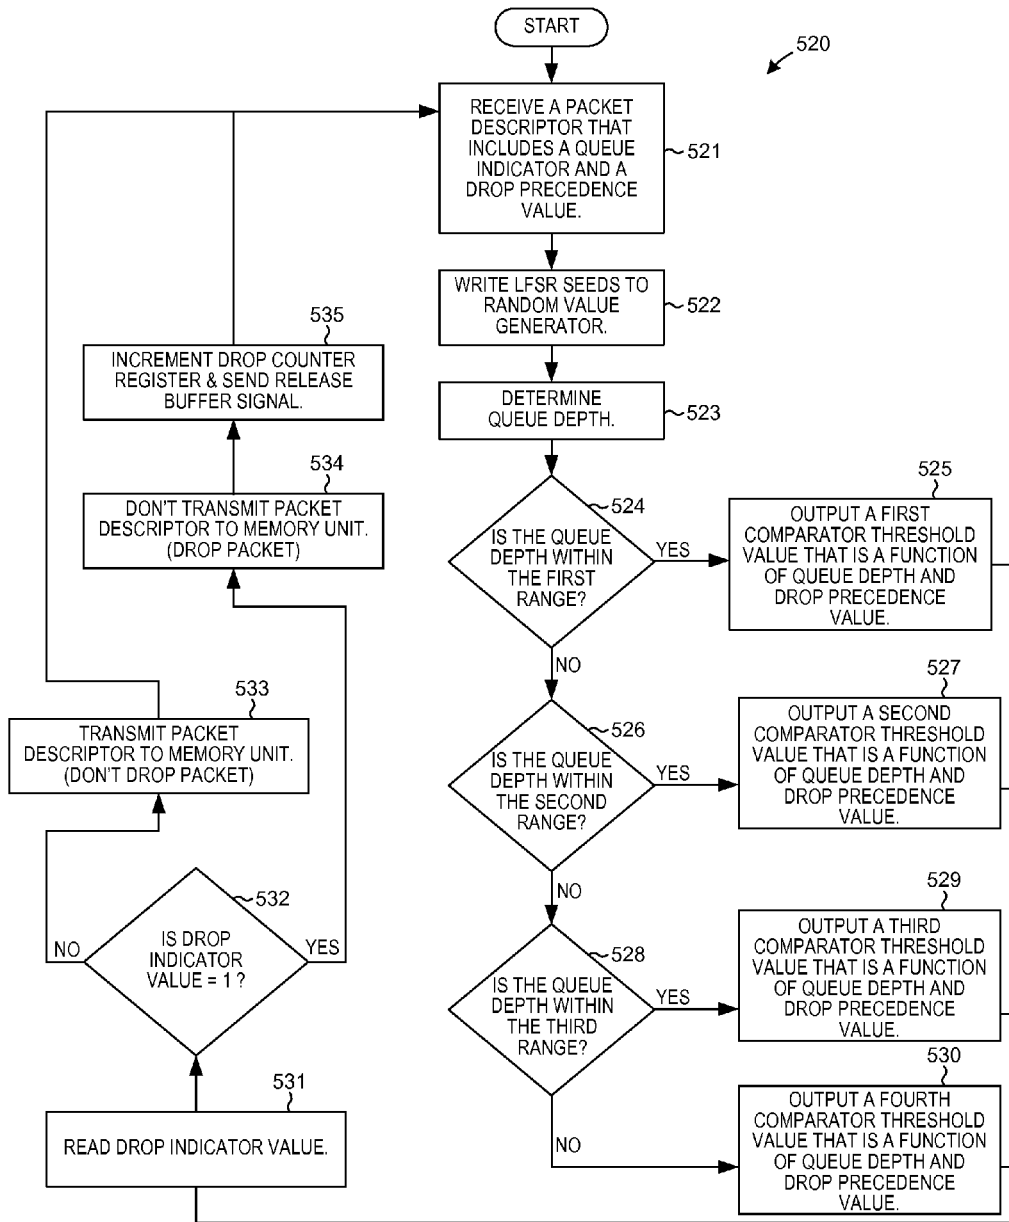 START
520
RECEIVE A PACKET
DESCRIPTOR THAT
INCLUDES A QUEUE
INDICATOR AND A
DROP PRECEDENCE
VALUE.
521
WRITE LFSR SEEDS TO
RANDOM VALUE
GENERATOR.
522
DETERMINE
QUEUE DEPTH.
523
IS THE QUEUE
DEPTH WITHIN
THE FIRST
RANGE?
524
YES
NO
525
OUTPUT A FIRST
COMPARATOR THRESHOLD
VALUE THAT IS A FUNCTION
OF QUEUE DEPTH AND
DROP PRECEDENCE
VALUE.
IS THE QUEUE
DEPTH WITHIN
THE SECOND
RANGE?
526
YES
NO
527
OUTPUT A SECOND
COMPARATOR THRESHOLD
VALUE THAT IS A FUNCTION
OF QUEUE DEPTH AND
DROP PRECEDENCE
VALUE.
IS THE QUEUE
DEPTH WITHIN
THE THIRD
RANGE?
528
YES
NO
529
OUTPUT A THIRD
COMPARATOR THRESHOLD
VALUE THAT IS A FUNCTION
OF QUEUE DEPTH AND
DROP PRECEDENCE
VALUE.
530
OUTPUT A FOURTH
COMPARATOR THRESHOLD
VALUE THAT IS A FUNCTION
OF QUEUE DEPTH AND
DROP PRECEDENCE
VALUE.
531
READ DROP INDICATOR VALUE.
532
IS DROP
INDICATOR
VALUE = 1 ?
NO
YES
533
TRANSMIT PACKET
DESCRIPTOR TO MEMORY UNIT.
(DON'T DROP PACKET)
534
DON'T TRANSMIT PACKET
DESCRIPTOR TO MEMORY UNIT.
(DROP PACKET)
535
INCREMENT DROP COUNTER
REGISTER & SEND RELEASE
BUFFER SIGNAL.